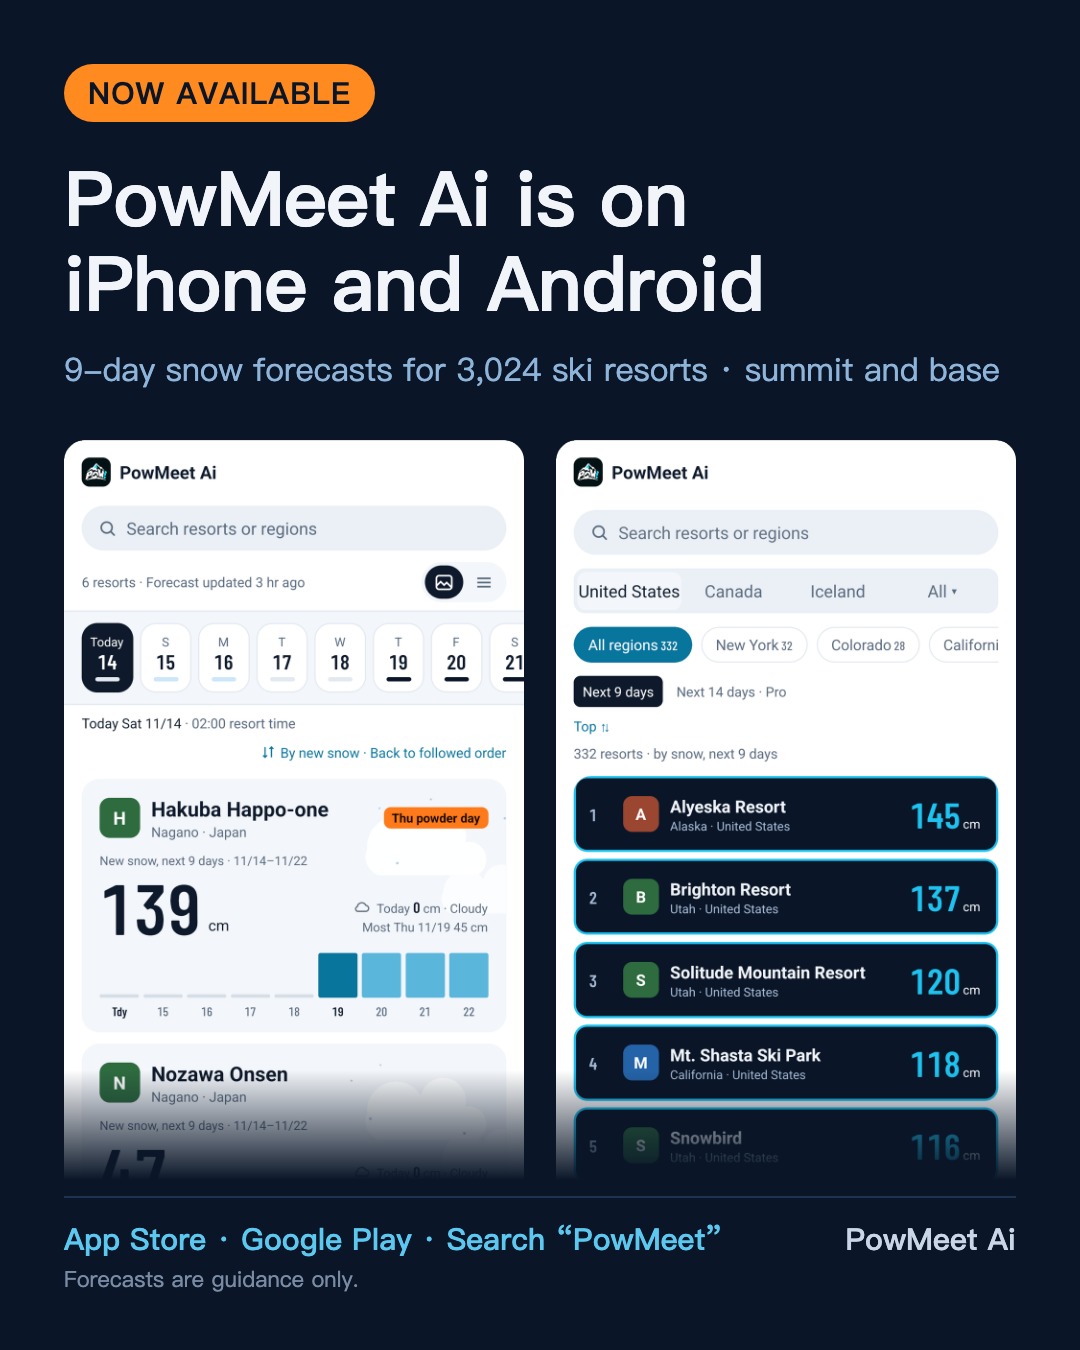 NOW AVAILABLE
PowMeet Ai is on
iPhone and Android
9-day snow forecasts for 3,024 ski resorts · summit and base
PowMeet Ai
Search resorts or regions
6 resorts · Forecast updated 3 hr ago
Today S M T W T F S
14 15 16 17 18 19 20 21
Today Sat 11/14 · 02:00 resort time
By new snow · Back to followed order
H Hakuba Happo-one
Nagano · Japan
Thu powder day
New snow, next 9 days · 11/14–11/22
139 cm
Today 0 cm · Cloudy
Most Thu 11/19 45 cm
Tdy 15 16 17 18 19 20 21 22
N Nozawa Onsen
Nagano · Japan
New snow, next 9 days · 11/14–11/22
47
Today 0 cm · Cloudy
PowMeet Ai
Search resorts or regions
United States Canada Iceland All ▾
All regions 332 New York 32 Colorado 28 Californi
Next 9 days Next 14 days · Pro
Top ↑↓
332 resorts · by snow, next 9 days
1 A Alyeska Resort 145 cm
Alaska · United States
2 B Brighton Resort 137 cm
Utah · United States
3 S Solitude Mountain Resort 120 cm
Utah · United States
4 M Mt. Shasta Ski Park 118 cm
California · United States
5 S Snowbird 116 cm
Utah · United States
App Store · Google Play · Search “PowMeet”
PowMeet Ai
Forecasts are guidance only.